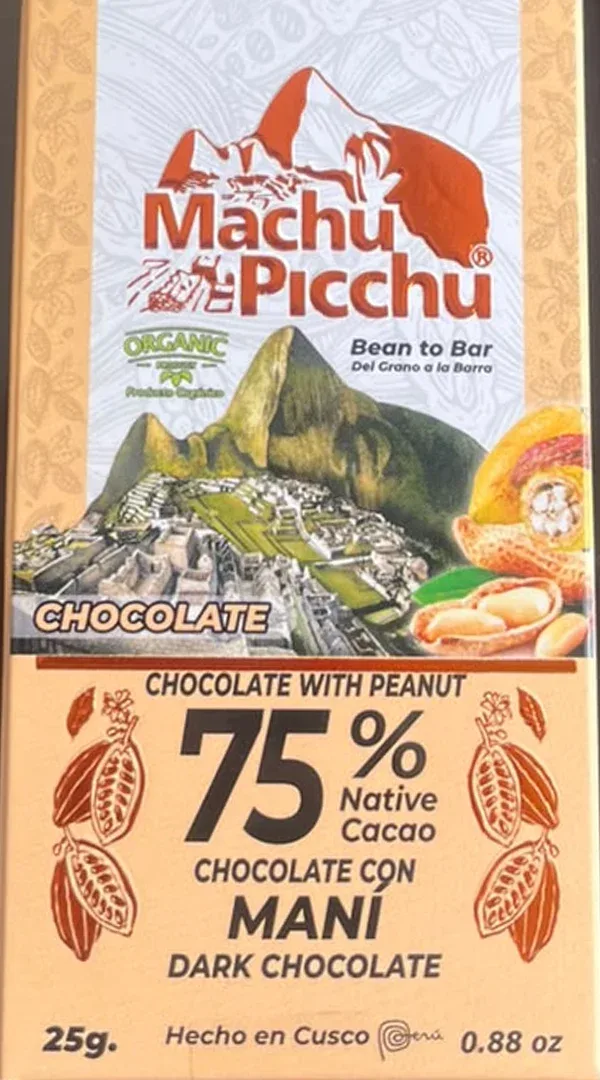 Machu
Picchu®
ORGANIC
PRODUCT
Producto Orgánico
Bean to Bar
Del Grano a la Barra
CHOCOLATE
CHOCOLATE WITH PEANUT
75%
Native
Cacao
CHOCOLATE CON
MANÍ
DARK CHOCOLATE
25g.
Hecho en Cusco Perú
0.88 oz